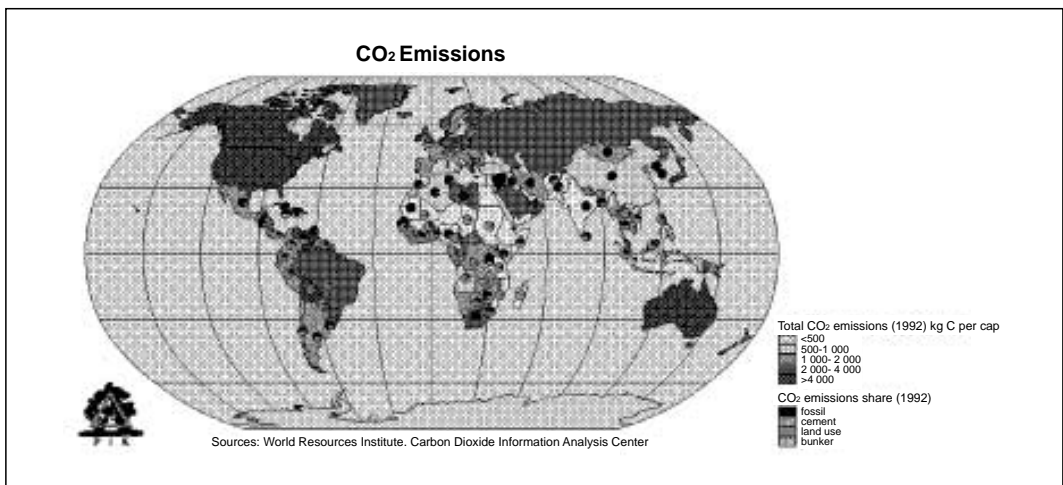 CO₂ Emissions
Total CO₂ emissions (1992) kg C per cap
<500
500-1 000
1 000- 2 000
2 000- 4 000
>4 000
CO₂ emissions share (1992)
fossil
cement
land use
bunker
P I K
Sources: World Resources Institute. Carbon Dioxide Information Analysis Center